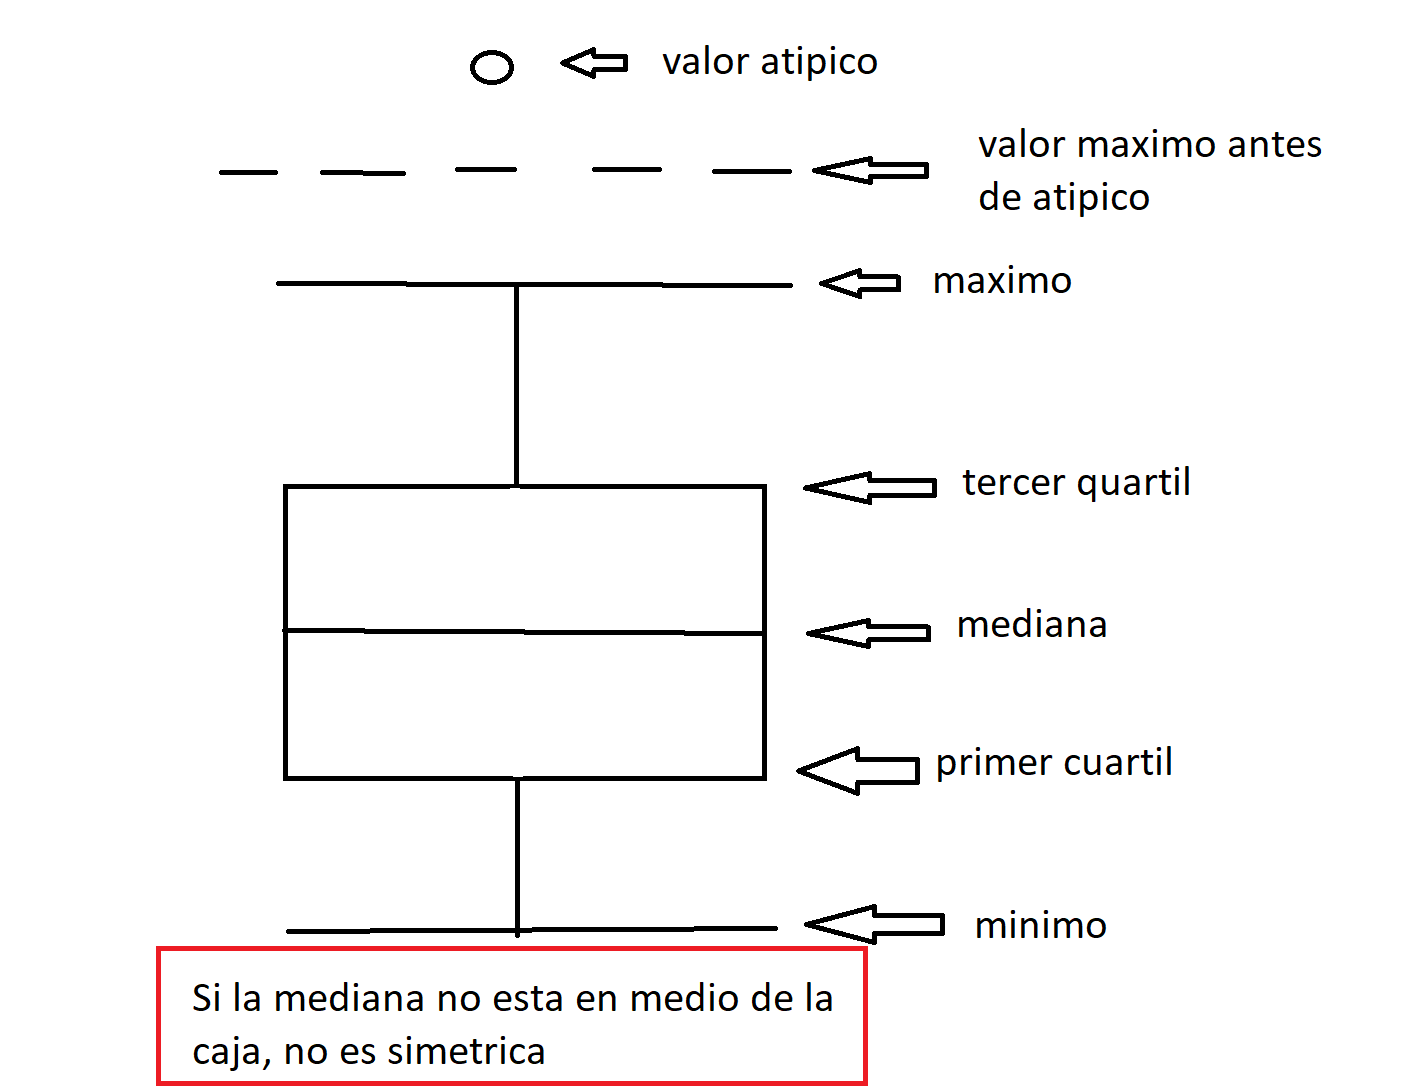 valor atipico
valor maximo antes
de atipico
maximo
tercer quartil
mediana
primer cuartil
minimo
Si la mediana no esta en medio de la
caja, no es simetrica